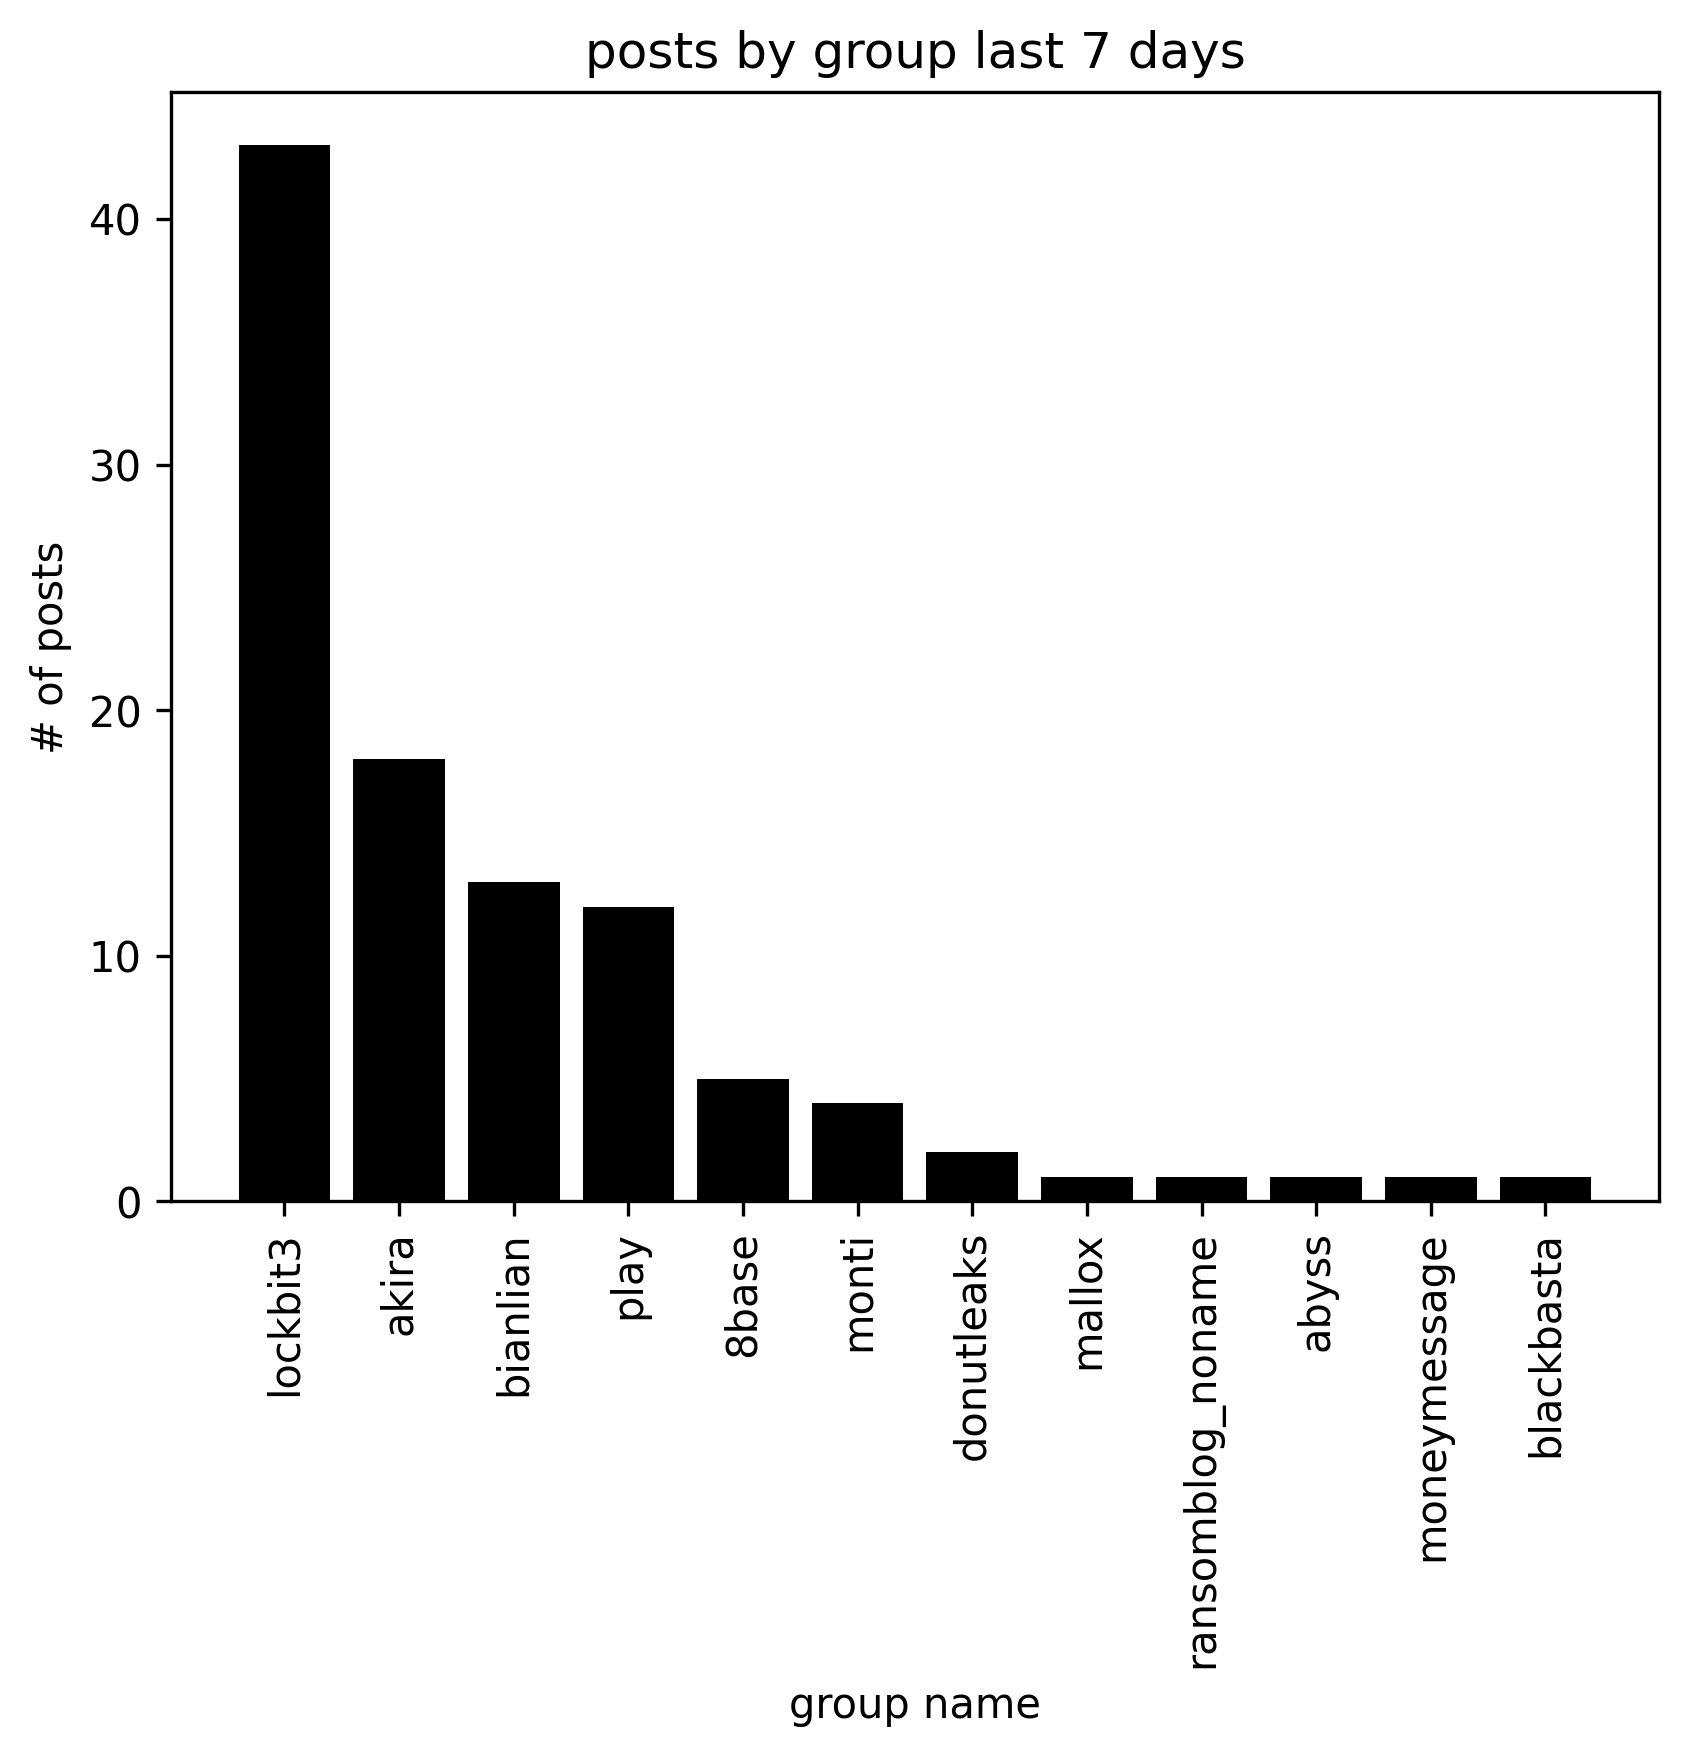 posts by group last 7 days
# of posts
40
30
20
10
0
lockbit3
akira
bianlian
play
8base
monti
donutleaks
mallox
ransomblog_noname
abyss
moneymessage
blackbasta
group name